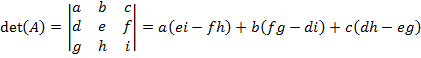 det(A) = |a b c
d e f
g h i| = a(ei − fh) + b(fg − di) + c(dh − eg)